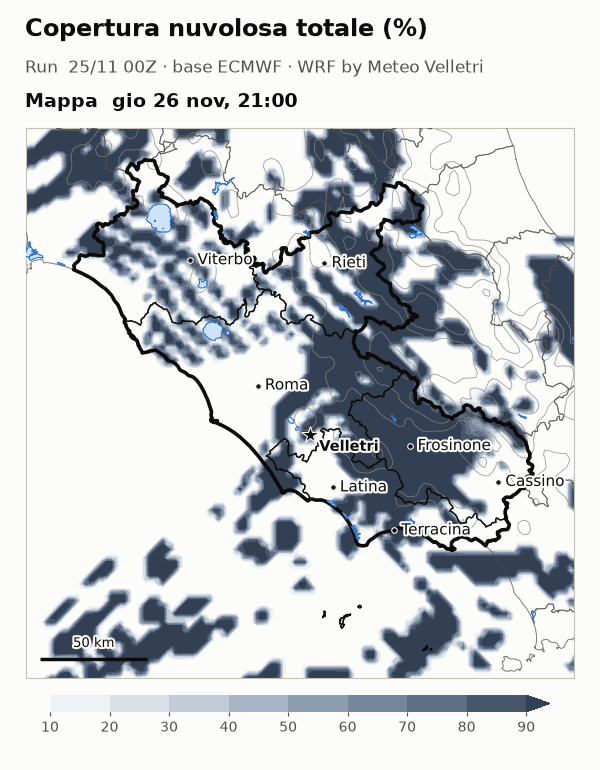 Copertura nuvolosa totale (%)
Run  25/11 00Z · base ECMWF · WRF by Meteo Velletri
Mappa  gio 26 nov, 21:00
Viterbo
Rieti
Roma
Velletri
Frosinone
Latina
Cassino
Terracina
50 km
10 20 30 40 50 60 70 80 90